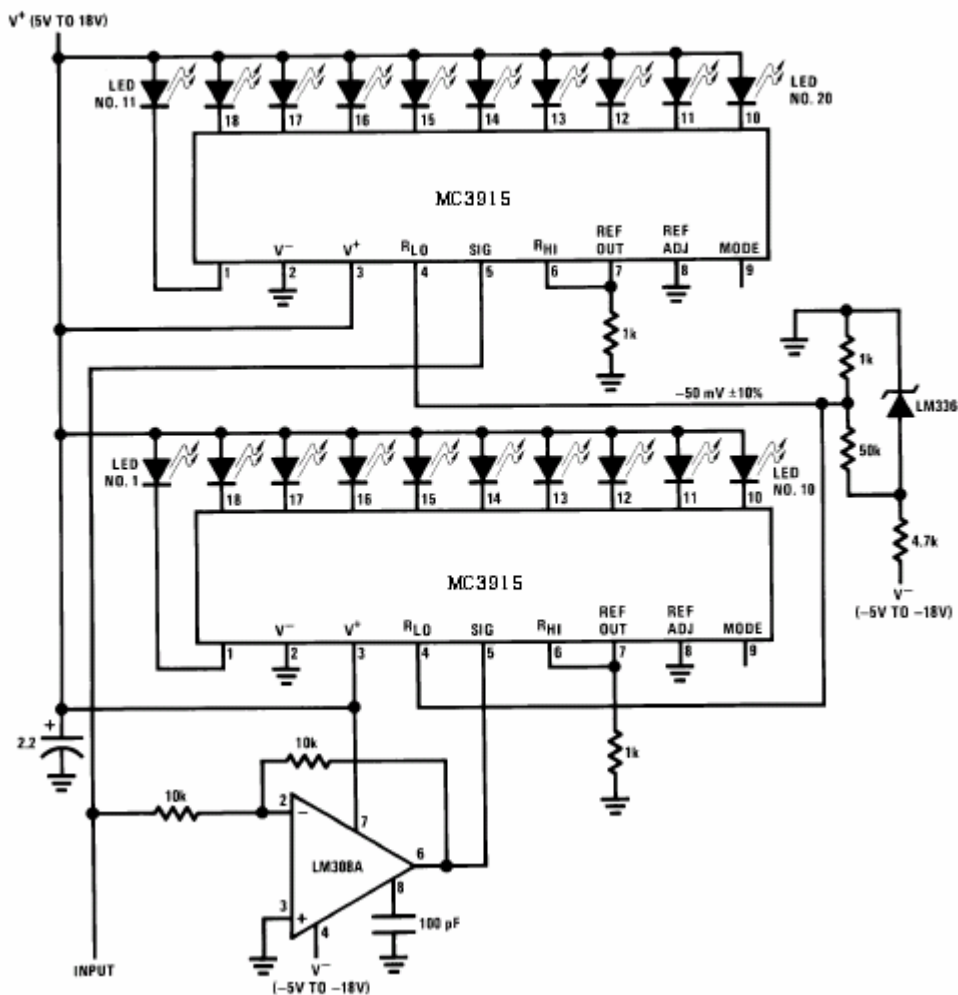 V+ (5V TO 18V)
LED
NO. 11
LED
NO. 20
18 17 16 15 14 13 12 11 10
MC3915
V− V+ RLO SIG RHI REF OUT REF ADJ MODE
1 2 3 4 5 6 7 8 9
1k
1k
−50 mV ±10%
LM336
50k
LED
NO. 1
LED
NO. 10
18 17 16 15 14 13 12 11 10
4.7k
V−
(−5V TO −18V)
MC3915
V− V+ RLO SIG RHI REF OUT REF ADJ MODE
1 2 3 4 5 6 7 8 9
+
2.2
10k
1k
10k
2
−
7
LM308A
6
8
3
+
4
100 pF
INPUT
V−
(−5V TO −18V)